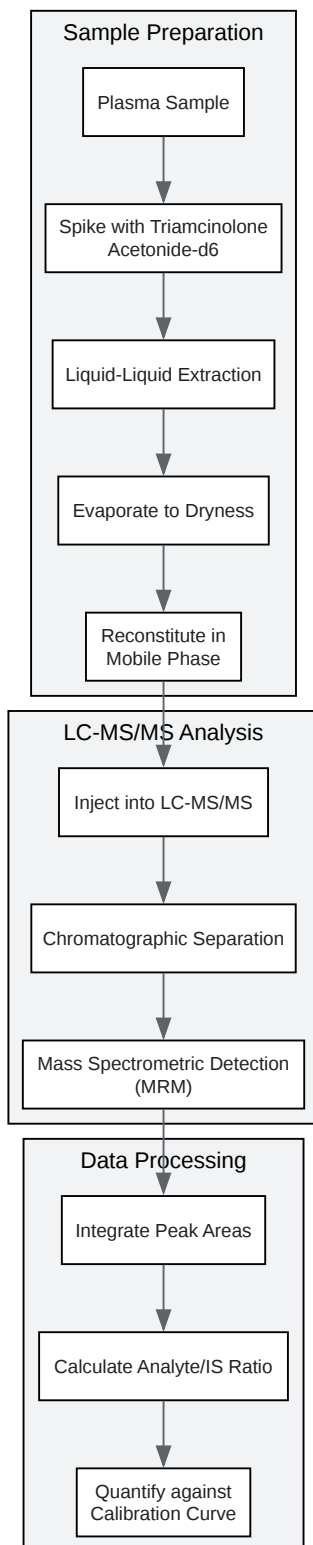 Sample Preparation
Plasma Sample
Spike with Triamcinolone
Acetonide-d6
Liquid-Liquid Extraction
Evaporate to Dryness
Reconstitute in
Mobile Phase
LC-MS/MS Analysis
Inject into LC-MS/MS
Chromatographic Separation
Mass Spectrometric Detection
(MRM)
Data Processing
Integrate Peak Areas
Calculate Analyte/IS Ratio
Quantify against
Calibration Curve